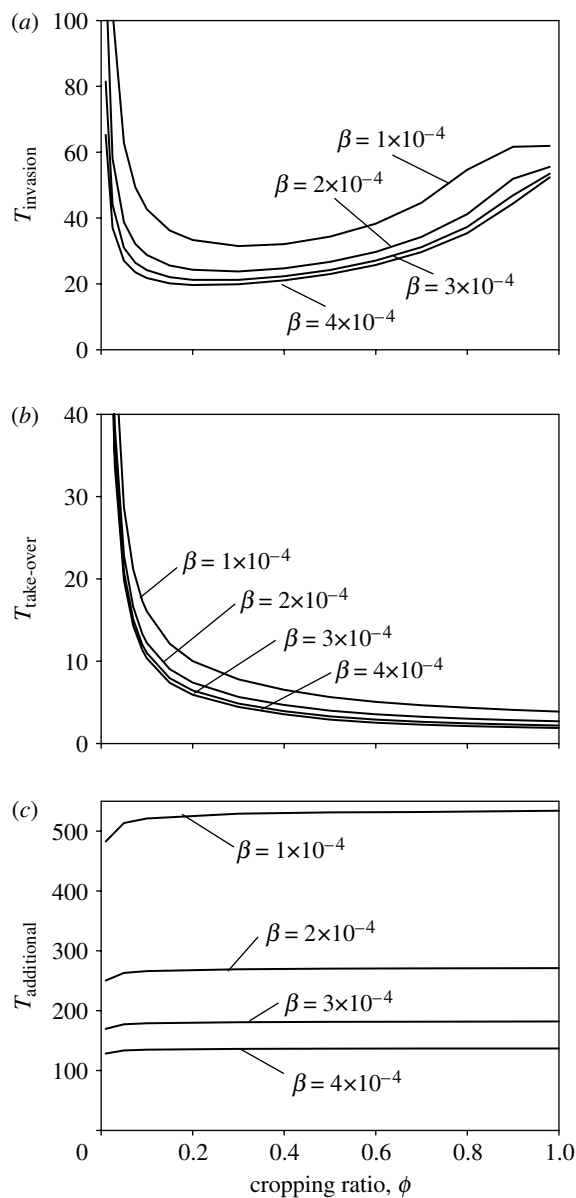 (a)
100
80
60
40
20
0
T invasion
β = 1×10−4
β = 2×10−4
β = 3×10−4
β = 4×10−4
(b)
40
30
20
10
0
T take-over
β = 1×10−4
β = 2×10−4
β = 3×10−4
β = 4×10−4
(c)
500
400
300
200
100
0
T additional
β = 1×10−4
β = 2×10−4
β = 3×10−4
β = 4×10−4
0.2 0.4 0.6 0.8 1.0
cropping ratio, ϕ